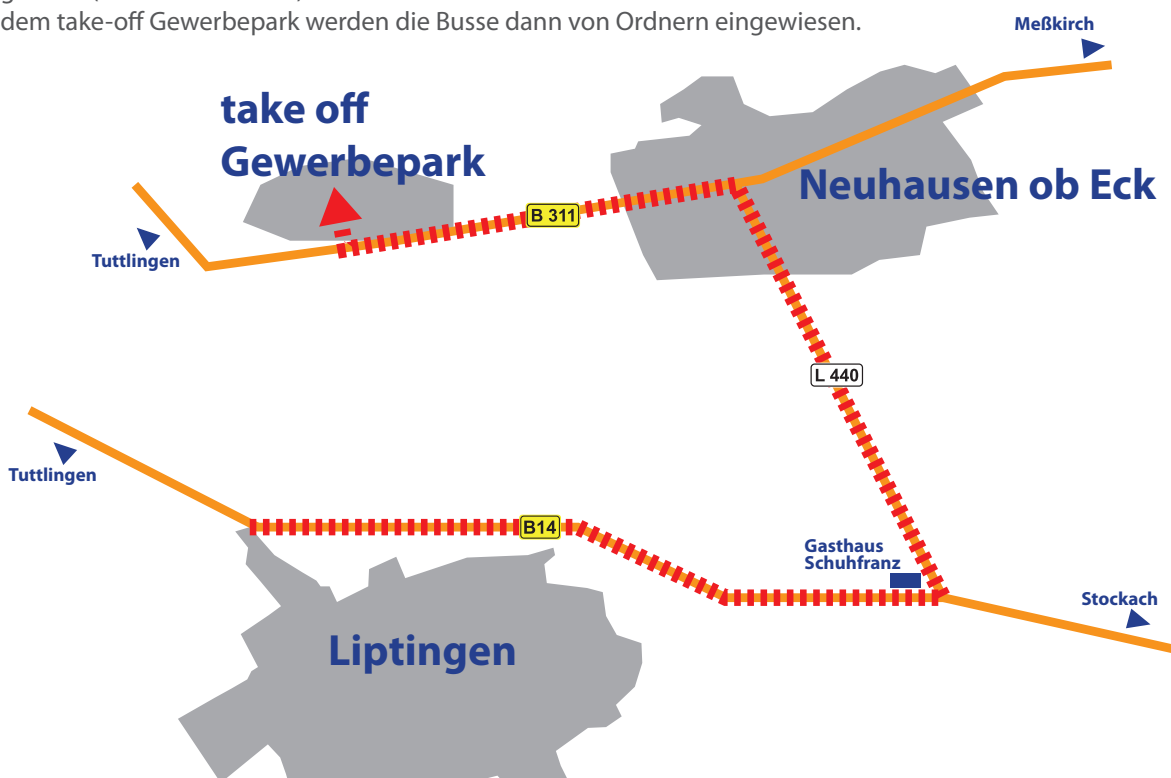 dem take-off Gewerbepark werden die Busse dann von Ordnern eingewiesen.
Meßkirch
take off
Gewerbepark
Neuhausen ob Eck
B 311
Tuttlingen
L 440
Tuttlingen
B14
Gasthaus
Schuhfranz
Stockach
Liptingen